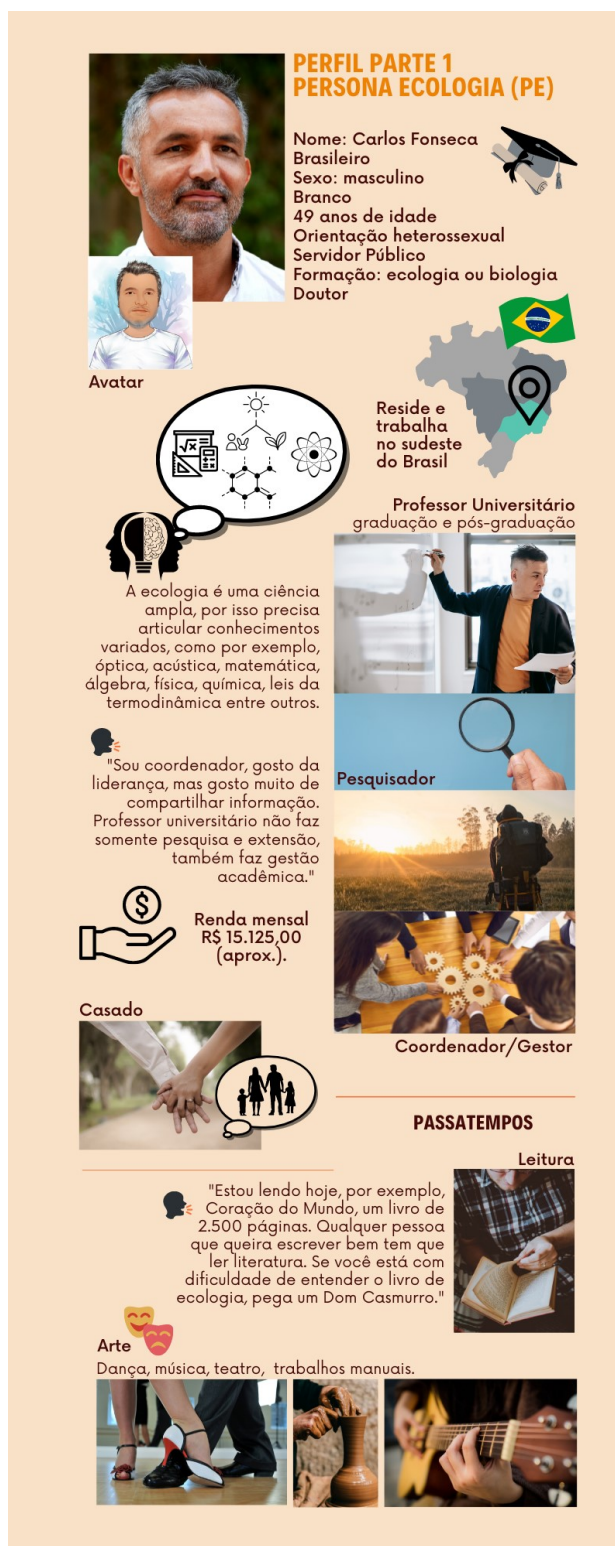 PERFIL PARTE 1
PERSONA ECOLOGIA (PE)
Nome: Carlos Fonseca
Brasileiro
Sexo: masculino
Branco
49 anos de idade
Orientação heterossexual
Servidor Público
Formação: ecologia ou biologia
Doutor
Avatar
Reside e
trabalha
no sudeste
do Brasil
√x
Professor Universitário
graduação e pós-graduação
A ecologia é uma ciência
ampla, por isso precisa
articular conhecimentos
variados, como por exemplo,
óptica, acústica, matemática,
álgebra, física, química, leis da
termodinâmica entre outros.
Pesquisador
"Sou coordenador, gosto da
liderança, mas gosto muito de
compartilhar informação.
Professor universitário não faz
somente pesquisa e extensão,
também faz gestão
acadêmica."
$
Renda mensal
R$ 15.125,00
(aprox.).
Coordenador/Gestor
Casado
PASSATEMPOS
Leitura
"Estou lendo hoje, por exemplo,
Coração do Mundo, um livro de
2.500 páginas. Qualquer pessoa
que queira escrever bem tem que
ler literatura. Se você está com
dificuldade de entender o livro de
ecologia, pega um Dom Casmurro."
Arte
Dança, música, teatro, trabalhos manuais.